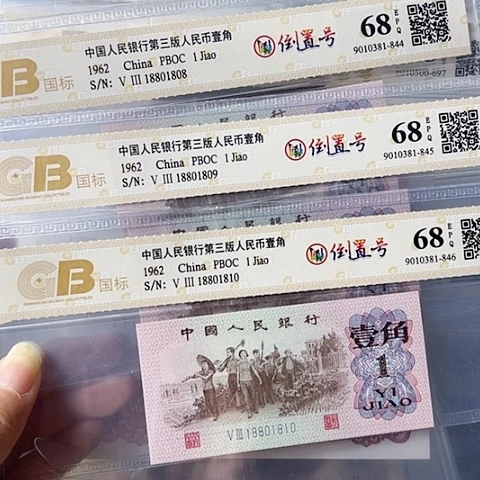 中国人民银行第三版人民币壹角
1962 China PBOC 1 Jiao
S/N: V III 18801808
倒置号
68
EPQ
9010381-844
GB 国标
中国人民银行第三版人民币壹角
1962 China PBOC 1 Jiao
S/N: V III 18801809
倒置号
68
EPQ
9010381-845
GB 国标
中国人民银行第三版人民币壹角
1962 China PBOC 1 Jiao
S/N: V III 18801810
倒置号
68
EPQ
9010381-846
GB 国标
中國人民銀行
壹角
1
YI
JIAO
V III 18801810